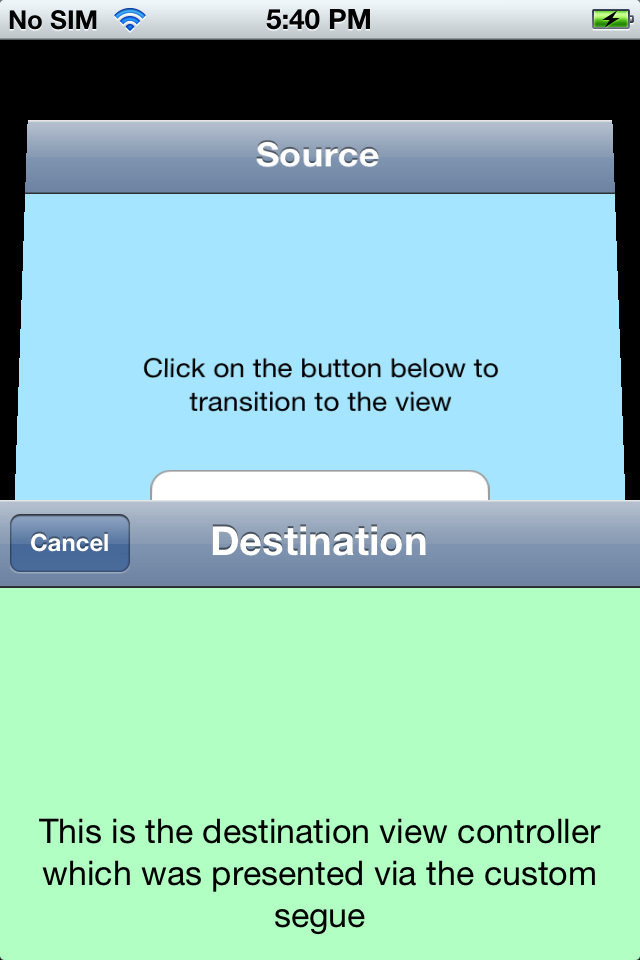 No SIM 5:40 PM
Source
Click on the button below to
transition to the view
Cancel Destination
This is the destination view controller
which was presented via the custom
segue